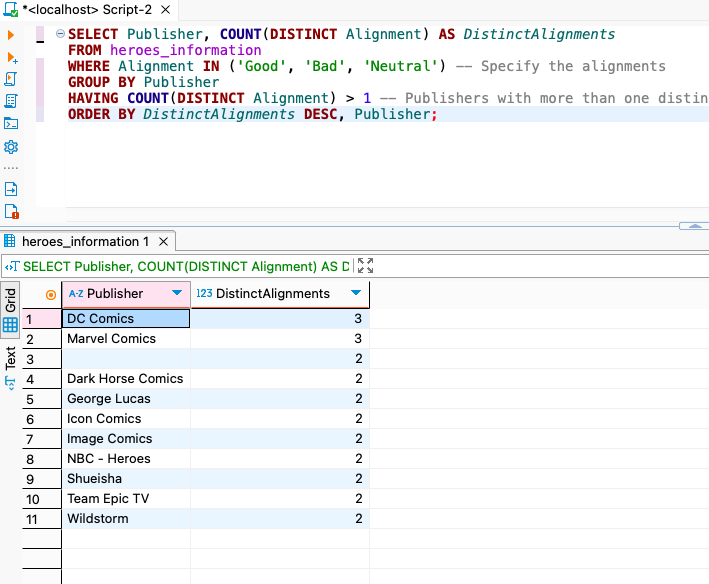 *<localhost> Script-2
SELECT Publisher, COUNT(DISTINCT Alignment) AS DistinctAlignments
FROM heroes_information
WHERE Alignment IN ('Good', 'Bad', 'Neutral') -- Specify the alignments
GROUP BY Publisher
HAVING COUNT(DISTINCT Alignment) > 1 -- Publishers with more than one distin
ORDER BY DistinctAlignments DESC, Publisher;
heroes_information 1
SELECT Publisher, COUNT(DISTINCT Alignment) AS D
Grid
Text
A-Z Publisher 123 DistinctAlignments
1 DC Comics 3
2 Marvel Comics 3
3 2
4 Dark Horse Comics 2
5 George Lucas 2
6 Icon Comics 2
7 Image Comics 2
8 NBC - Heroes 2
9 Shueisha 2
10 Team Epic TV 2
11 Wildstorm 2